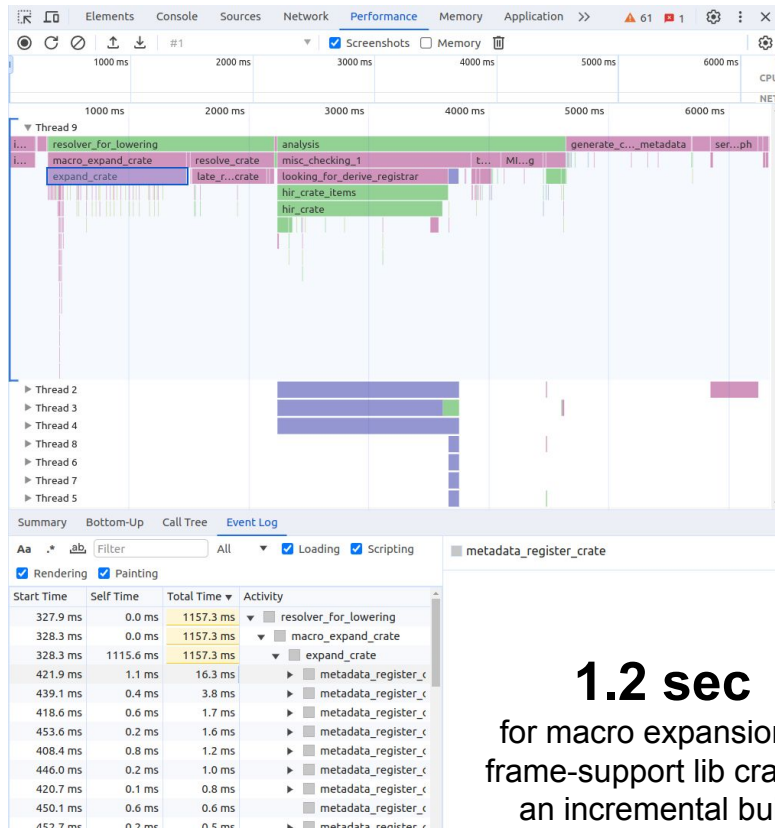 Elements Console Sources Network Performance Memory Application >> 61 1
#1 Screenshots Memory
1000 ms 2000 ms 3000 ms 4000 ms 5000 ms 6000 ms
CPU
NET
1000 ms 2000 ms 3000 ms 4000 ms 5000 ms 6000 ms
Thread 9
i... resolver_for_lowering analysis generate_c..._metadata ser...ph
i... macro_expand_crate resolve_crate misc_checking_1 t... MI...g
expand_crate late_r...crate looking_for_derive_registrar
hir_crate_items
hir_crate
Thread 2
Thread 3
Thread 4
Thread 8
Thread 6
Thread 7
Thread 5
Summary Bottom-Up Call Tree Event Log
Aa .* ab Filter All Loading Scripting metadata_register_crate
Rendering Painting
Start Time Self Time Total Time Activity
327.9 ms 0.0 ms 1157.3 ms resolver_for_lowering
328.3 ms 0.0 ms 1157.3 ms macro_expand_crate
328.3 ms 1115.6 ms 1157.3 ms expand_crate
421.9 ms 1.1 ms 16.3 ms metadata_register_c
439.1 ms 0.4 ms 3.8 ms metadata_register_c
418.6 ms 0.6 ms 1.7 ms metadata_register_c
453.6 ms 0.2 ms 1.6 ms metadata_register_c
408.4 ms 0.8 ms 1.2 ms metadata_register_c
446.0 ms 0.2 ms 1.0 ms metadata_register_c
420.7 ms 0.1 ms 0.8 ms metadata_register_c
450.1 ms 0.6 ms 0.6 ms metadata_register_c
452.7 ms 0.2 ms 0.5 ms metadata_register_c
1.2 sec
for macro expansion
frame-support lib cra
an incremental bu